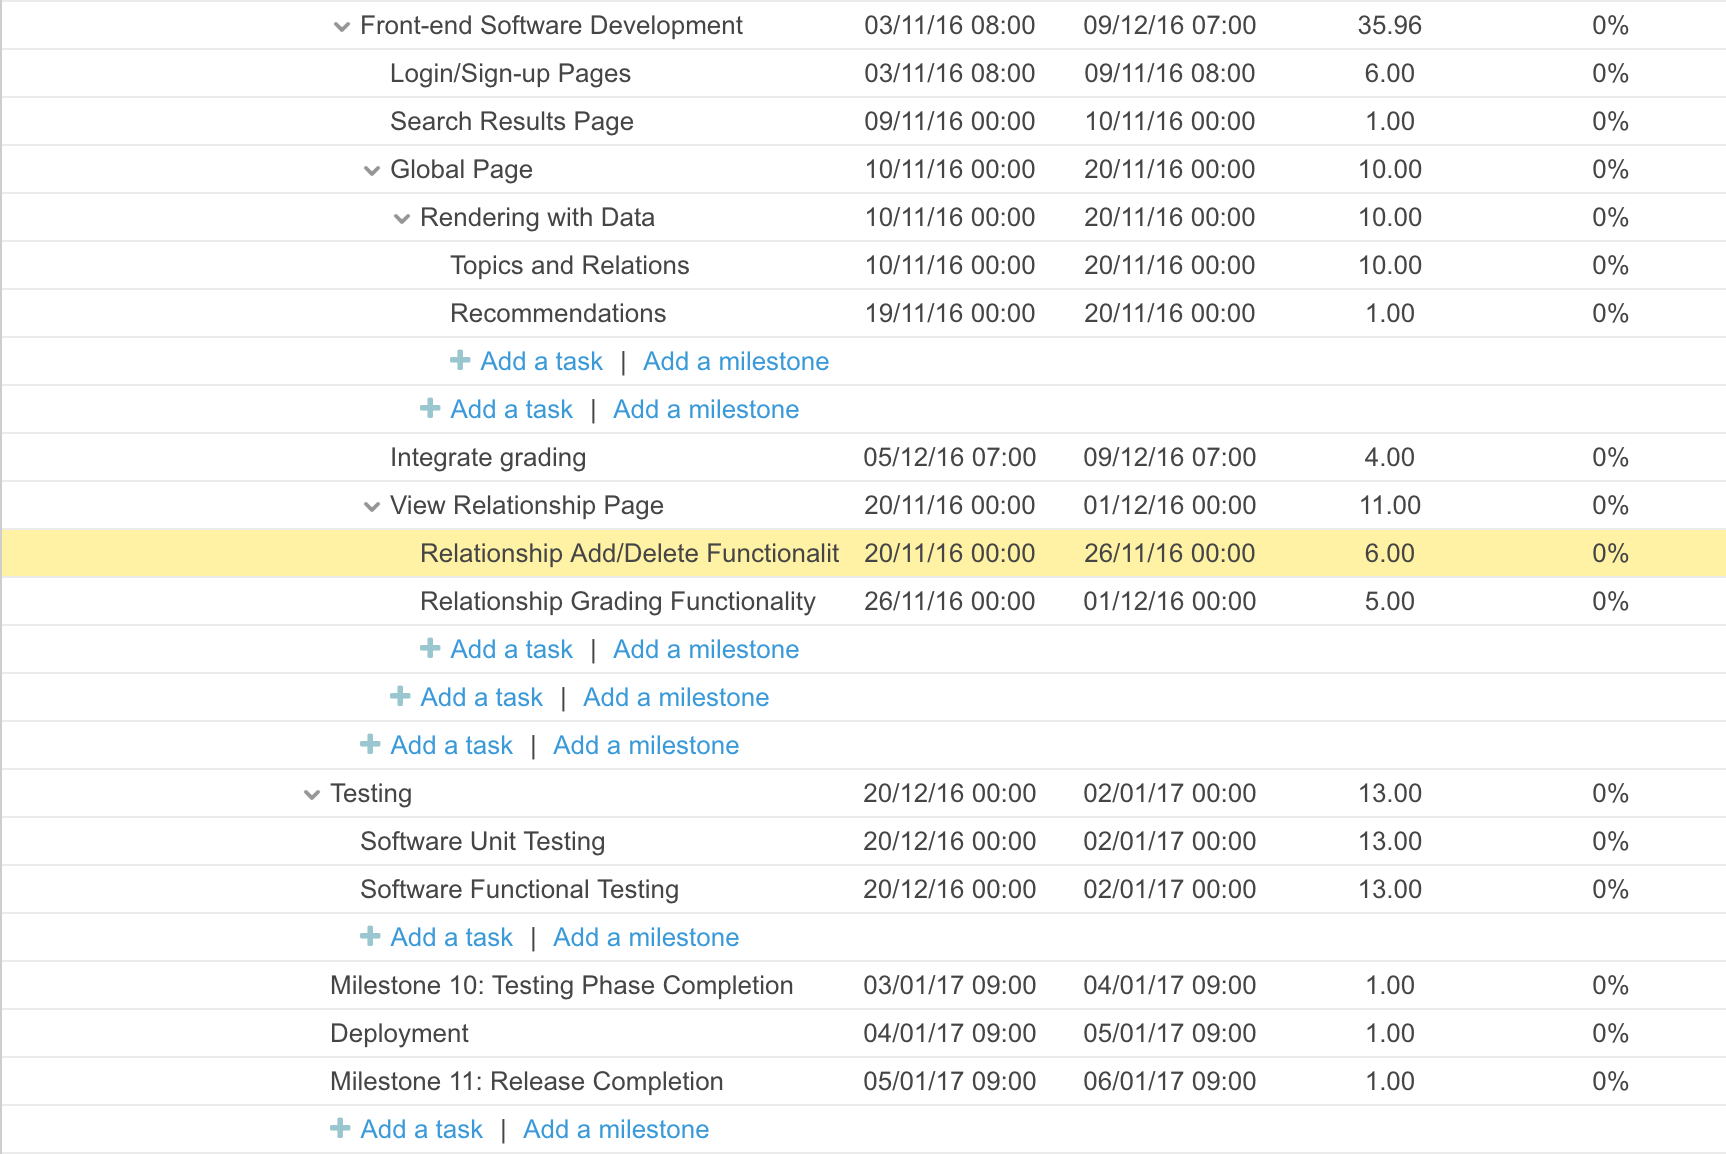 Front-end Software Development 03/11/16 08:00 09/12/16 07:00 35.96 0%
Login/Sign-up Pages 03/11/16 08:00 09/11/16 08:00 6.00 0%
Search Results Page 09/11/16 00:00 10/11/16 00:00 1.00 0%
Global Page 10/11/16 00:00 20/11/16 00:00 10.00 0%
Rendering with Data 10/11/16 00:00 20/11/16 00:00 10.00 0%
Topics and Relations 10/11/16 00:00 20/11/16 00:00 10.00 0%
Recommendations 19/11/16 00:00 20/11/16 00:00 1.00 0%
+ Add a task | Add a milestone
+ Add a task | Add a milestone
Integrate grading 05/12/16 07:00 09/12/16 07:00 4.00 0%
View Relationship Page 20/11/16 00:00 01/12/16 00:00 11.00 0%
Relationship Add/Delete Functionalit 20/11/16 00:00 26/11/16 00:00 6.00 0%
Relationship Grading Functionality 26/11/16 00:00 01/12/16 00:00 5.00 0%
+ Add a task | Add a milestone
+ Add a task | Add a milestone
+ Add a task | Add a milestone
Testing 20/12/16 00:00 02/01/17 00:00 13.00 0%
Software Unit Testing 20/12/16 00:00 02/01/17 00:00 13.00 0%
Software Functional Testing 20/12/16 00:00 02/01/17 00:00 13.00 0%
+ Add a task | Add a milestone
Milestone 10: Testing Phase Completion 03/01/17 09:00 04/01/17 09:00 1.00 0%
Deployment 04/01/17 09:00 05/01/17 09:00 1.00 0%
Milestone 11: Release Completion 05/01/17 09:00 06/01/17 09:00 1.00 0%
+ Add a task | Add a milestone